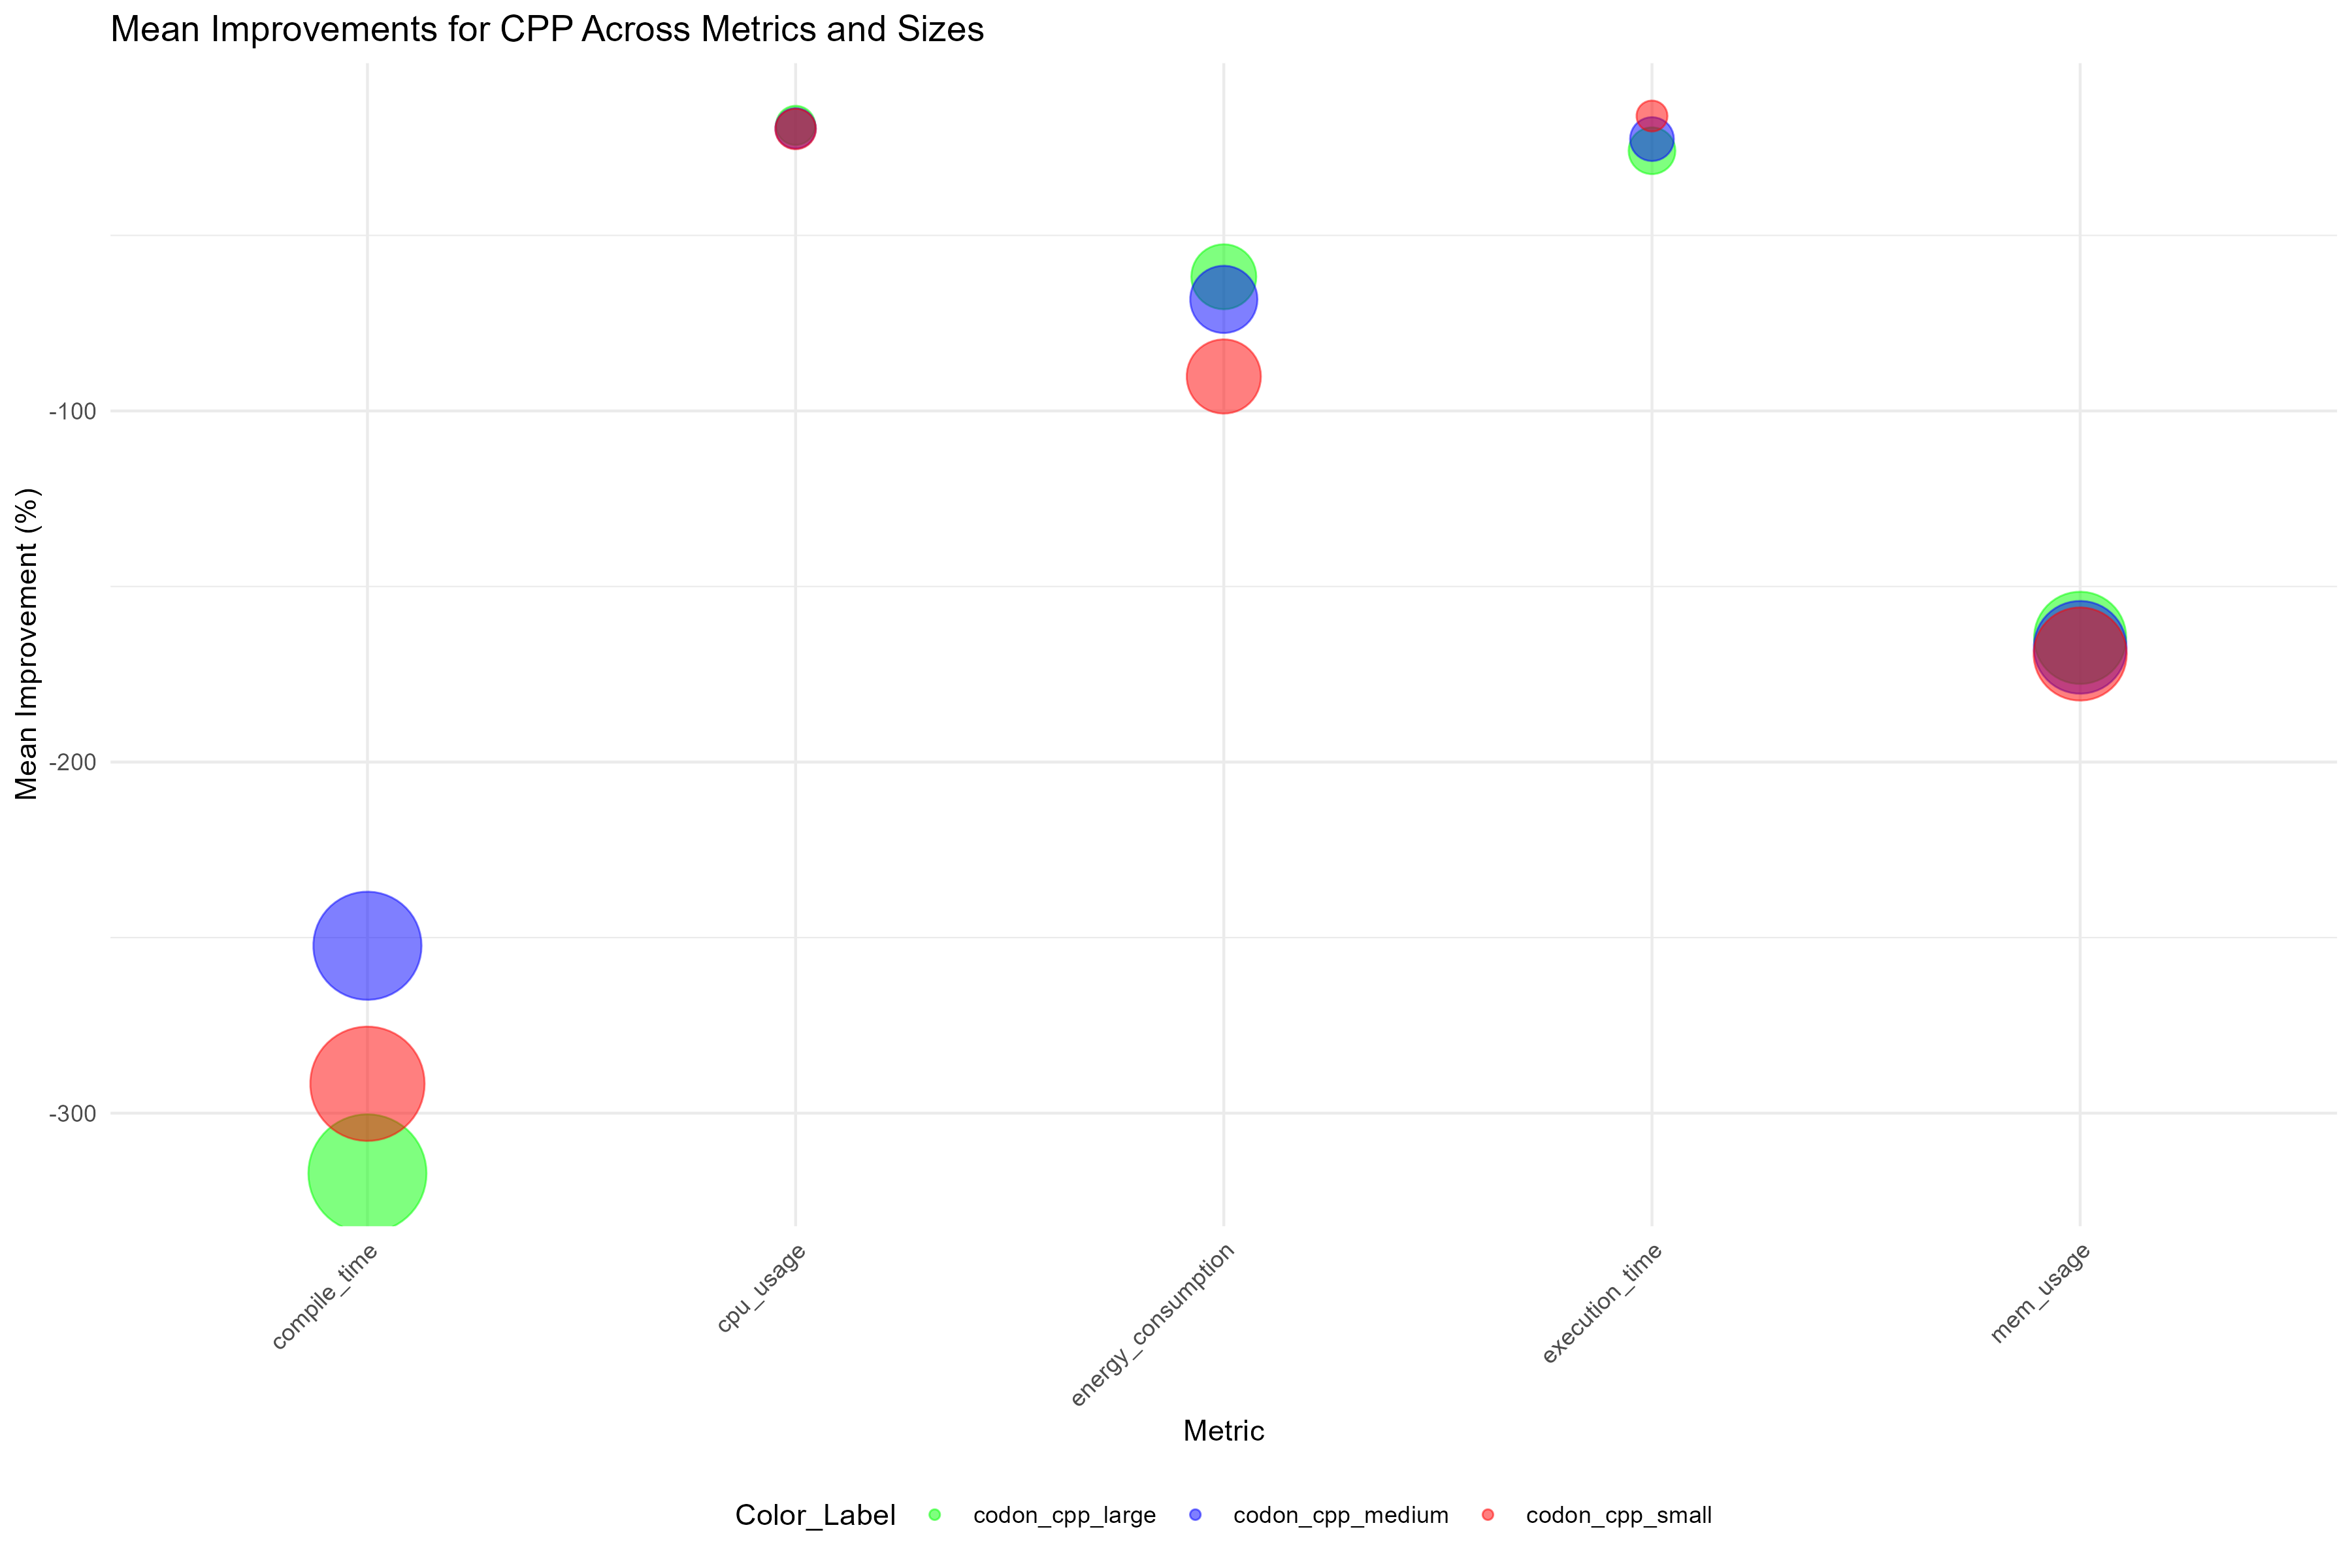 Mean Improvements for CPP Across Metrics and Sizes
Mean Improvement (%)
-100
-200
-300
compile_time
cpu_usage
energy_consumption
execution_time
mem_usage
Metric
Color_Label codon_cpp_large codon_cpp_medium codon_cpp_small